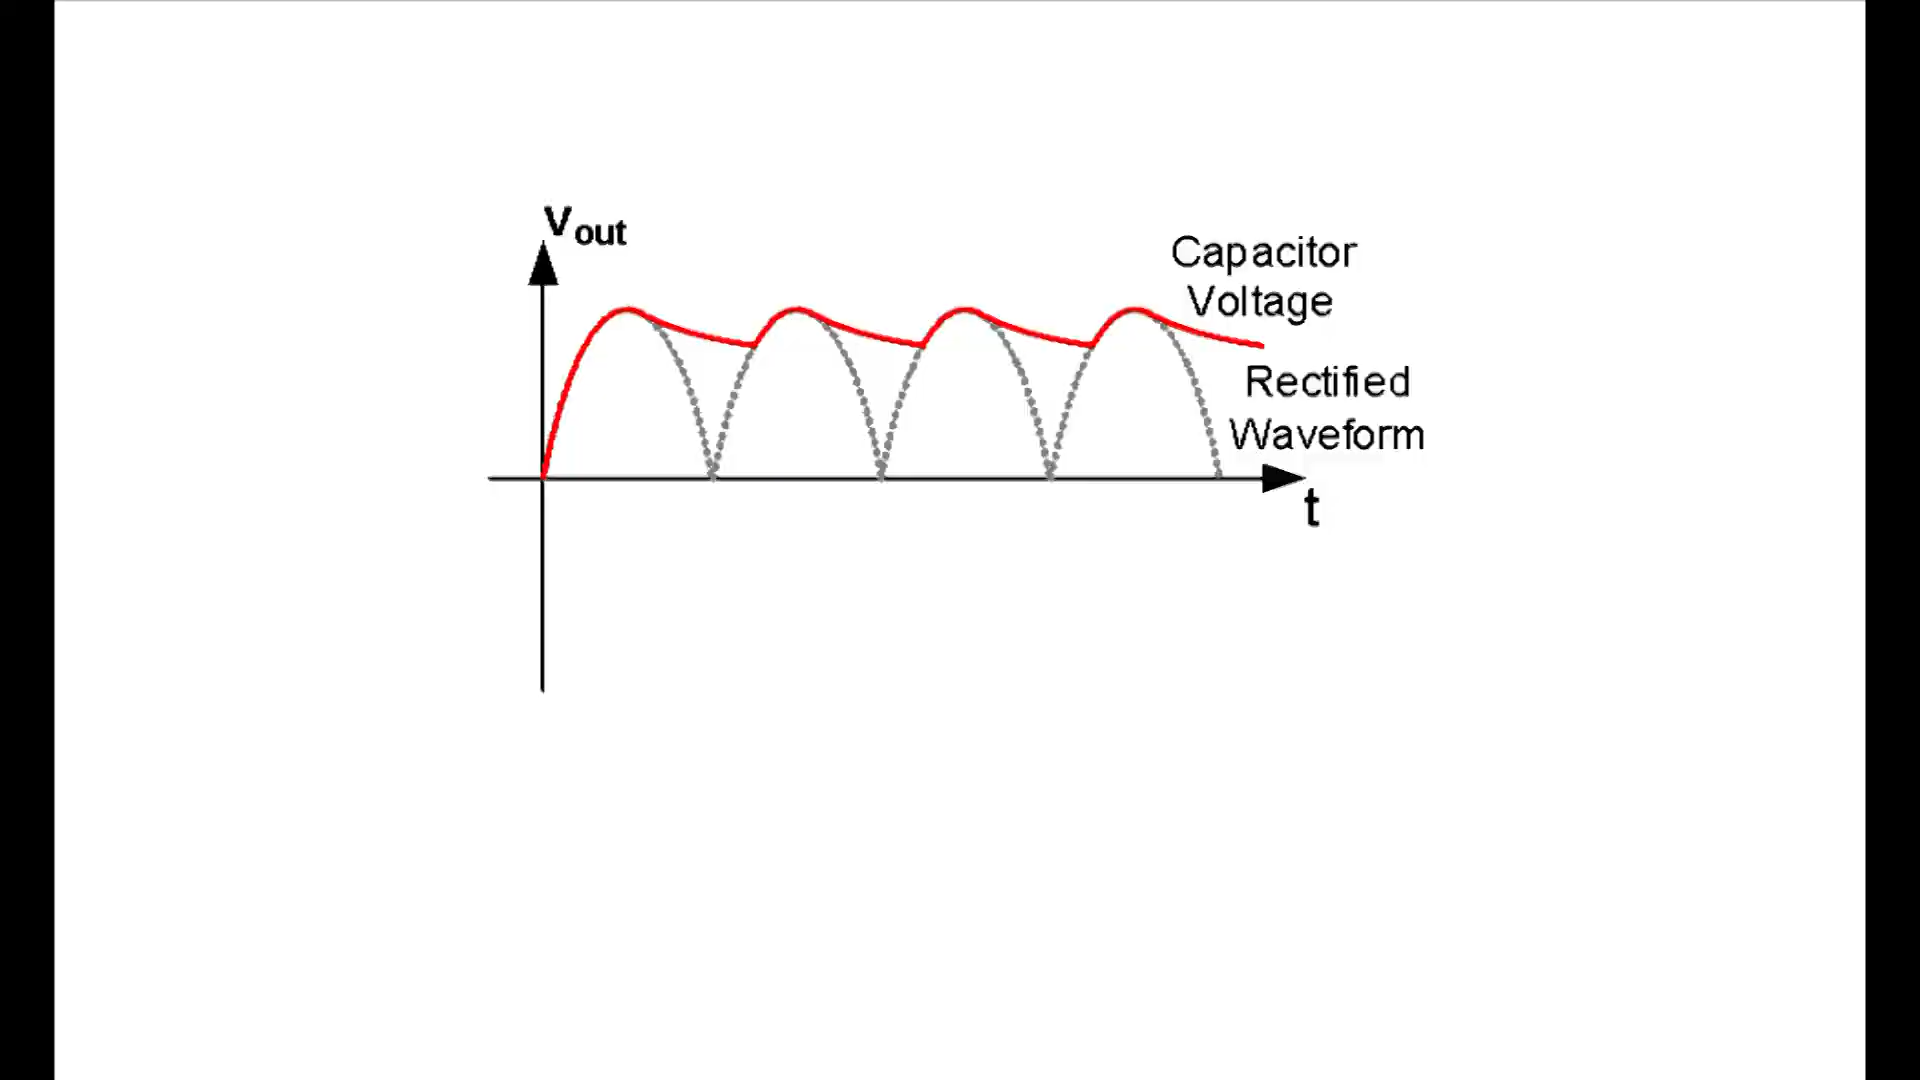 Vout
Capacitor
Voltage
Rectified
Waveform
t